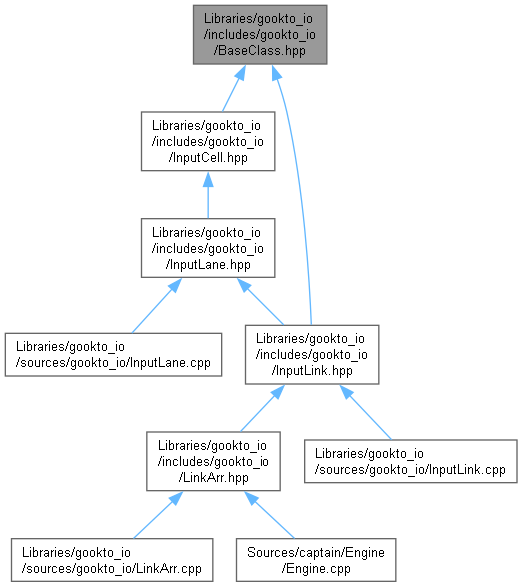 Libraries/gookto_io
/includes/gookto_io
/BaseClass.hpp
Libraries/gookto_io
/includes/gookto_io
/InputCell.hpp
Libraries/gookto_io
/includes/gookto_io
/InputLane.hpp
Libraries/gookto_io
/sources/gookto_io/InputLane.cpp
Libraries/gookto_io
/includes/gookto_io
/InputLink.hpp
Libraries/gookto_io
/includes/gookto_io
/LinkArr.hpp
Libraries/gookto_io
/sources/gookto_io/InputLink.cpp
Libraries/gookto_io
/sources/gookto_io/LinkArr.cpp
Sources/captain/Engine
/Engine.cpp